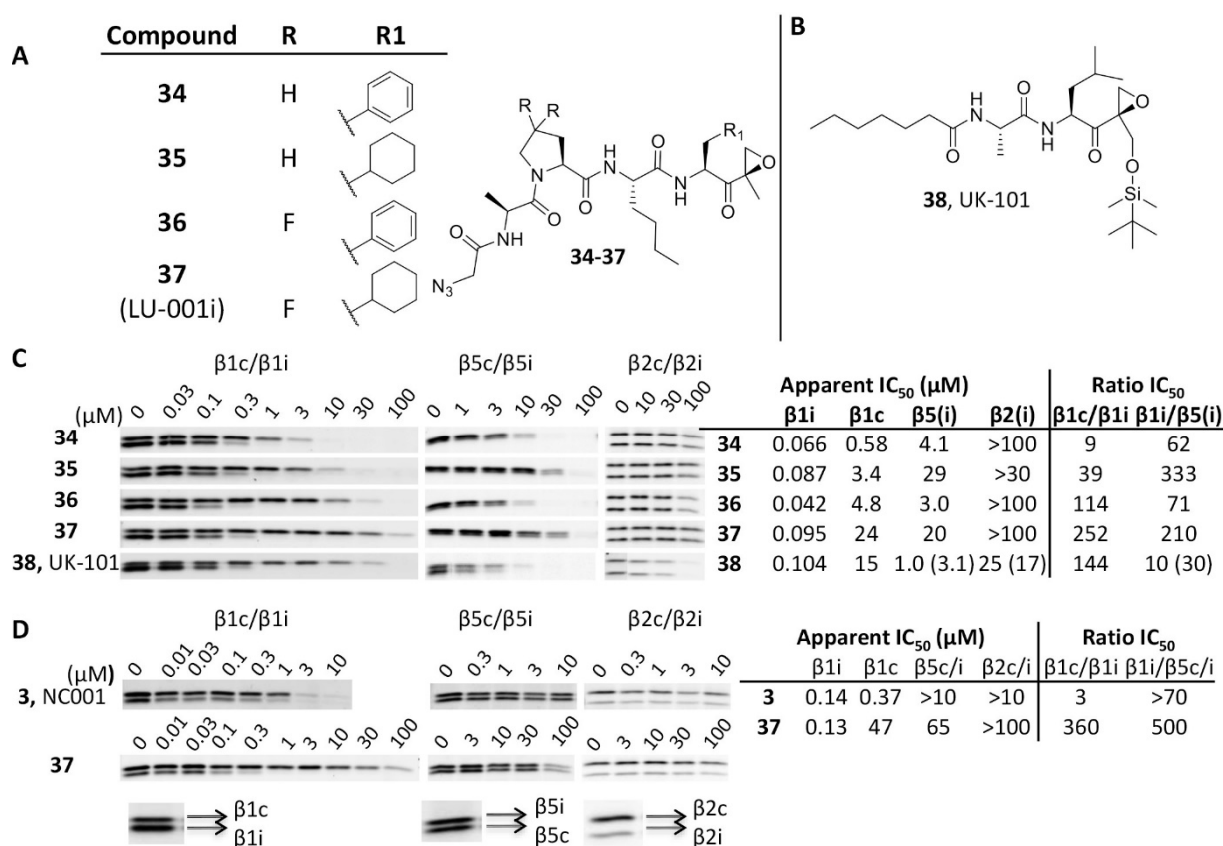 A
Compound R R1
34 H
35 H
36 F
37
(LU-001i) F
R R
R1
O
O
H
N
N
N
H
O
O
O
O
NH
N3
34-37
B
O
H
N
O
N
H
O
O
O
Si
38, UK-101
C
β1c/β1i β5c/β5i β2c/β2i
(μM) 0 0.03 0.1 0.3 1 3 10 30 100 0 1 3 10 30 100 0 10 30 100
34
35
36
37
38, UK-101
Apparent IC50 (μM) Ratio IC50
β1i β1c β5(i) β2(i) β1c/β1i β1i/β5(i)
34 0.066 0.58 4.1 >100 9 62
35 0.087 3.4 29 >30 39 333
36 0.042 4.8 3.0 >100 114 71
37 0.095 24 20 >100 252 210
38 0.104 15 1.0 (3.1) 25 (17) 144 10 (30)
D
β1c/β1i β5c/β5i β2c/β2i
(μM) 0 0.01 0.03 0.1 0.3 1 3 10 0 0.3 1 3 10 0 0.3 1 3 10
3, NC001
0 0.01 0.03 0.1 0.3 1 3 10 30 100 0 3 10 30 100 0 3 10 30 100
37
β1c
β1i
β5i
β5c
β2c
β2i
Apparent IC50 (μM) Ratio IC50
β1i β1c β5c/i β2c/i β1c/β1i β1i/β5c/i
3 0.14 0.37 >10 >10 3 >70
37 0.13 47 65 >100 360 500